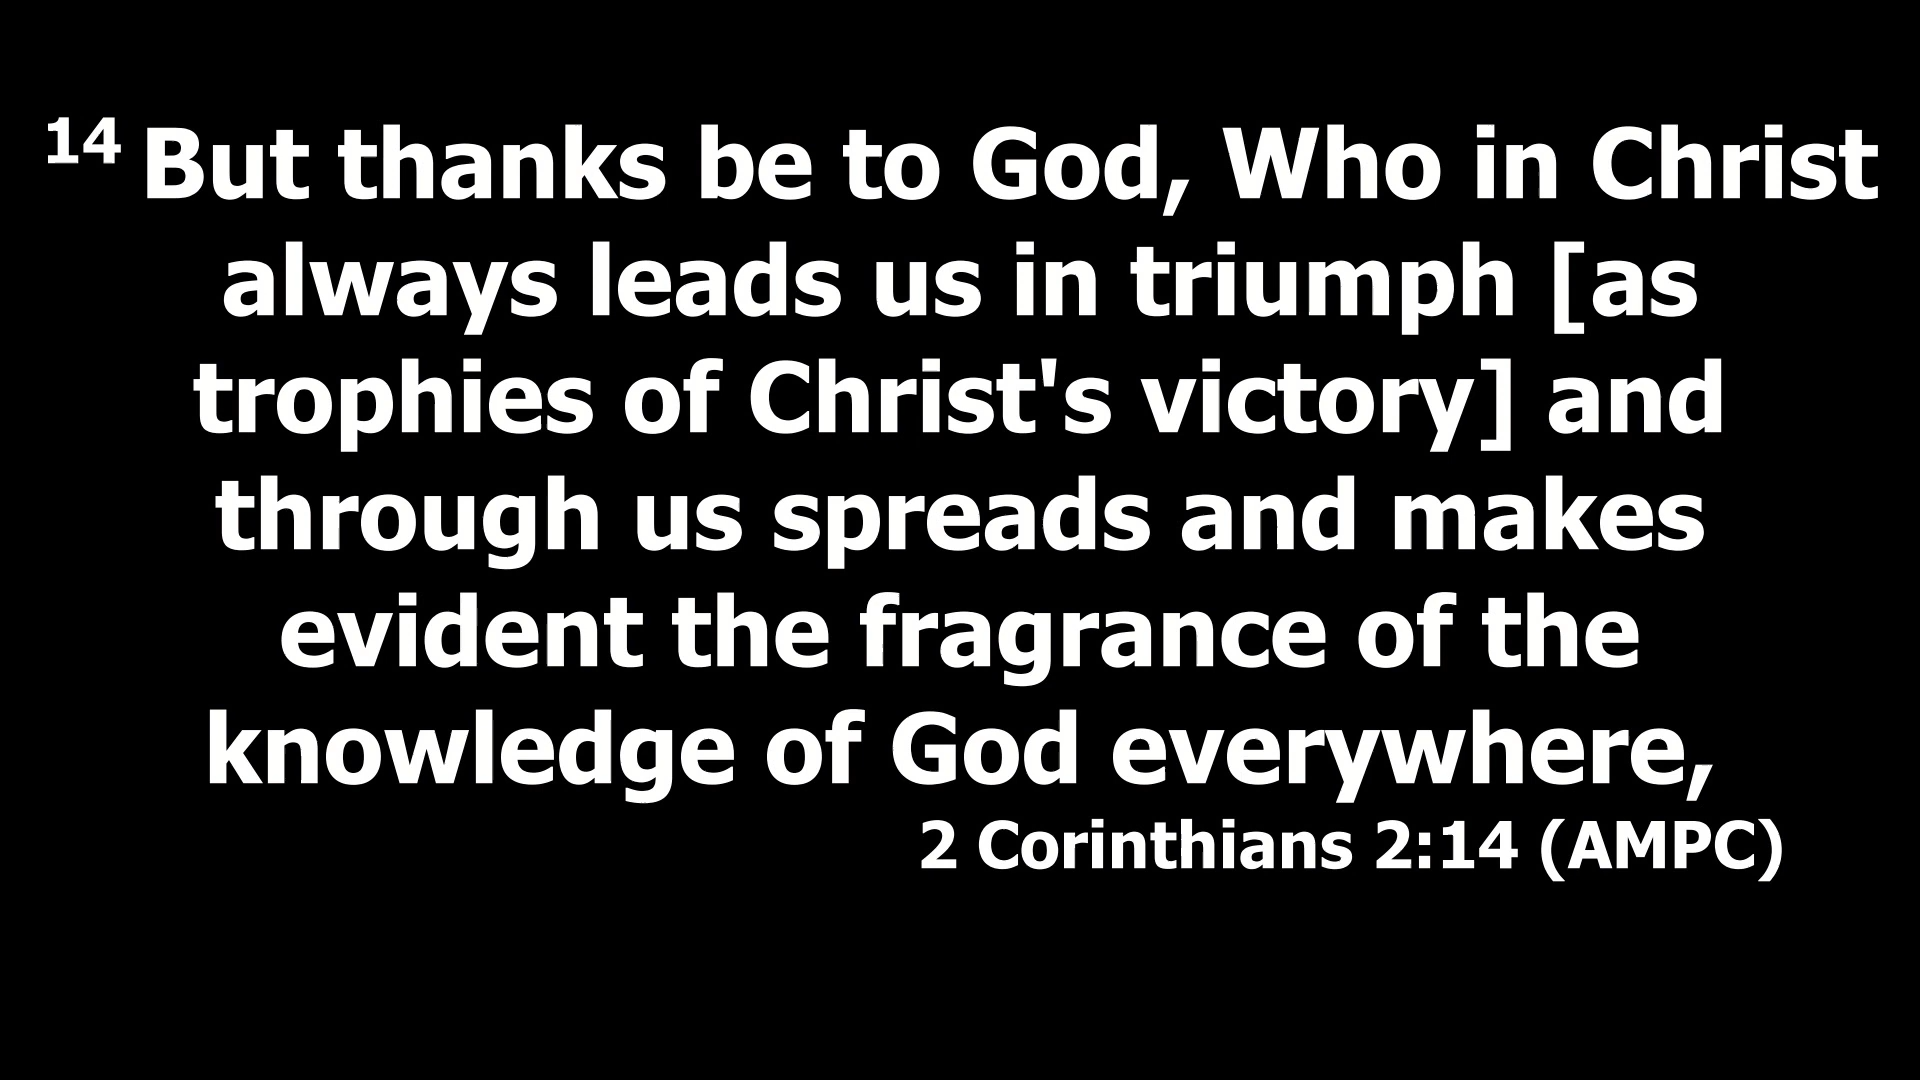 14 But thanks be to God, Who in Christ
always leads us in triumph [as
trophies of Christ's victory] and
through us spreads and makes
evident the fragrance of the
knowledge of God everywhere,
2 Corinthians 2:14 (AMPC)